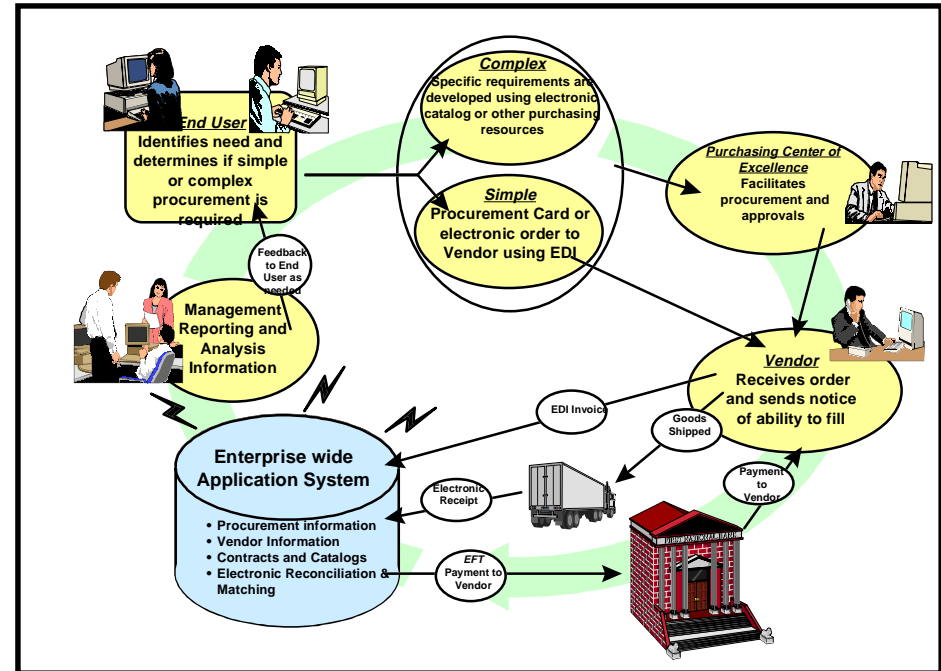 End User
Identifies need and
determines if simple
or complex
procurement is
required
Complex
Specific requirements are
developed using electronic
catalog or other purchasing
resources
Simple
Procurement Card or
electronic order to
Vendor using EDI
Purchasing Center of
Excellence
Facilitates
procurement and
approvals
Feedback
to End
User as
needed
Management
Reporting and
Analysis
Information
Vendor
Receives order
and sends notice
of ability to fill
EDI Invoice
Goods
Shipped
Enterprise wide
Application System
Electronic
Receipt
Payment
to
Vendor
• Procurement information
• Vendor Information
• Contracts and Catalogs
• Electronic Reconciliation &
Matching
EFT
Payment to
Vendor
FIRST NATIONAL BANK